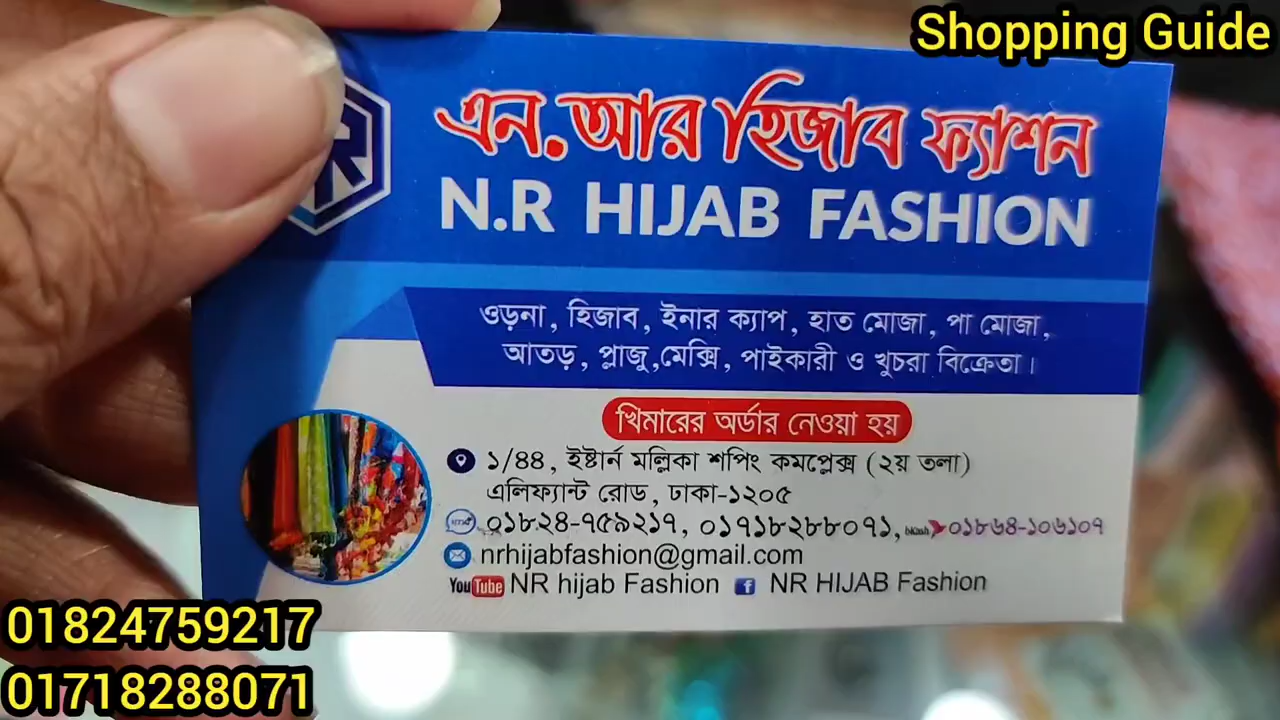 Shopping Guide
এন.আর হিজাব ফ্যাশন
N.R HIJAB FASHION
ওড়না, হিজাব, ইনার ক্যাপ, হাত মোজা, পা মোজা,
আতড়, প্লাজু,মেক্সি, পাইকারী ও খুচরা বিক্রেতা।
খিমারের অর্ডার নেওয়া হয়
১/৪৪, ইষ্টার্ন মল্লিকা শপিং কমপ্লেক্স (২য় তলা)
এলিফ্যান্ট রোড, ঢাকা-১২০৫
০১৮২৪-৭৫৯২১৭, ০১৭১৮২৮৮০৭১, bKash ০১৮৬৪-১০৬১০৭
nrhijabfashion@gmail.com
YouTube NR hijab Fashion f NR HIJAB Fashion
01824759217
01718288071